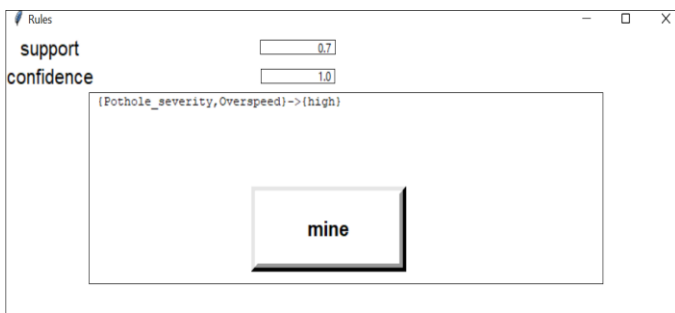 Rules
support 0.7
confidence 1.0
{Pothole_severity,Overspeed}->{high}
mine